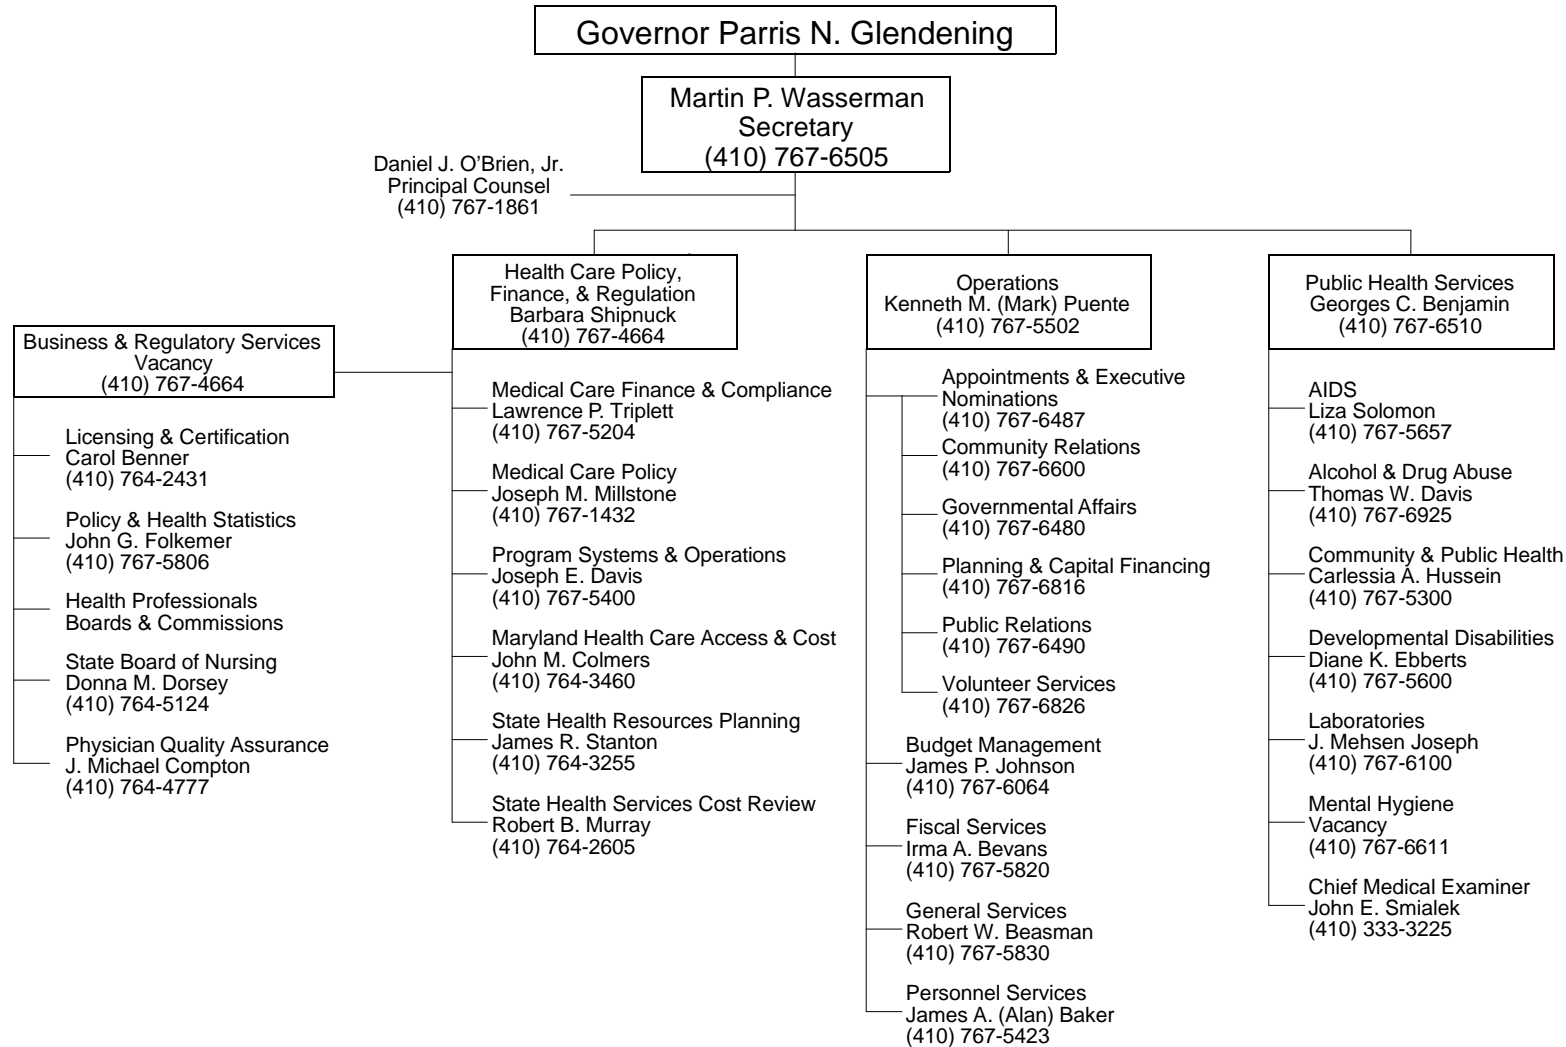 Governor Parris N. Glendening
Martin P. Wasserman
Secretary
(410) 767-6505
Daniel J. O'Brien, Jr.
Principal Counsel
(410) 767-1861
Business & Regulatory Services
Vacancy
(410) 767-4664
Licensing & Certification
Carol Benner
(410) 764-2431
Policy & Health Statistics
John G. Folkemer
(410) 767-5806
Health Professionals
Boards & Commissions
State Board of Nursing
Donna M. Dorsey
(410) 764-5124
Physician Quality Assurance
J. Michael Compton
(410) 764-4777
Health Care Policy,
Finance, & Regulation
Barbara Shipnuck
(410) 767-4664
Medical Care Finance & Compliance
Lawrence P. Triplett
(410) 767-5204
Medical Care Policy
Joseph M. Millstone
(410) 767-1432
Program Systems & Operations
Joseph E. Davis
(410) 767-5400
Maryland Health Care Access & Cost
John M. Colmers
(410) 764-3460
State Health Resources Planning
James R. Stanton
(410) 764-3255
State Health Services Cost Review
Robert B. Murray
(410) 764-2605
Operations
Kenneth M. (Mark) Puente
(410) 767-5502
Appointments & Executive
Nominations
(410) 767-6487
Community Relations
(410) 767-6600
Governmental Affairs
(410) 767-6480
Planning & Capital Financing
(410) 767-6816
Public Relations
(410) 767-6490
Volunteer Services
(410) 767-6826
Budget Management
James P. Johnson
(410) 767-6064
Fiscal Services
Irma A. Bevans
(410) 767-5820
General Services
Robert W. Beasman
(410) 767-5830
Personnel Services
James A. (Alan) Baker
(410) 767-5423
Public Health Services
Georges C. Benjamin
(410) 767-6510
AIDS
Liza Solomon
(410) 767-5657
Alcohol & Drug Abuse
Thomas W. Davis
(410) 767-6925
Community & Public Health
Carlessia A. Hussein
(410) 767-5300
Developmental Disabilities
Diane K. Ebberts
(410) 767-5600
Laboratories
J. Mehsen Joseph
(410) 767-6100
Mental Hygiene
Vacancy
(410) 767-6611
Chief Medical Examiner
John E. Smialek
(410) 333-3225